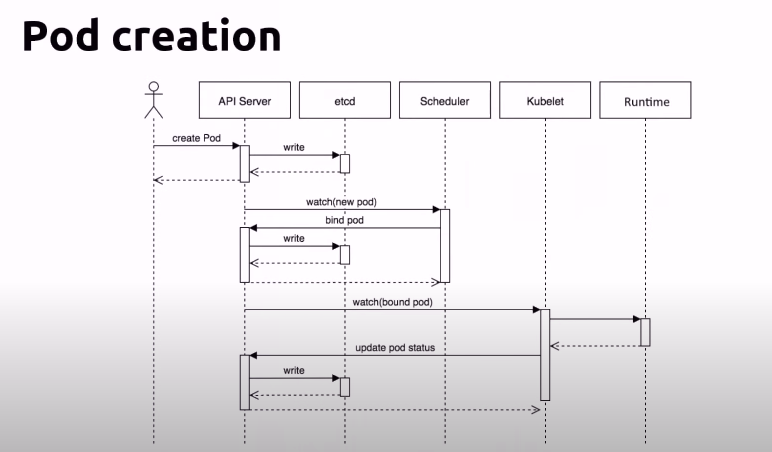 Pod creation
API Server
etcd
Scheduler
Kubelet
Runtime
create Pod
write
watch(new pod)
bind pod
write
watch(bound pod)
update pod status
write